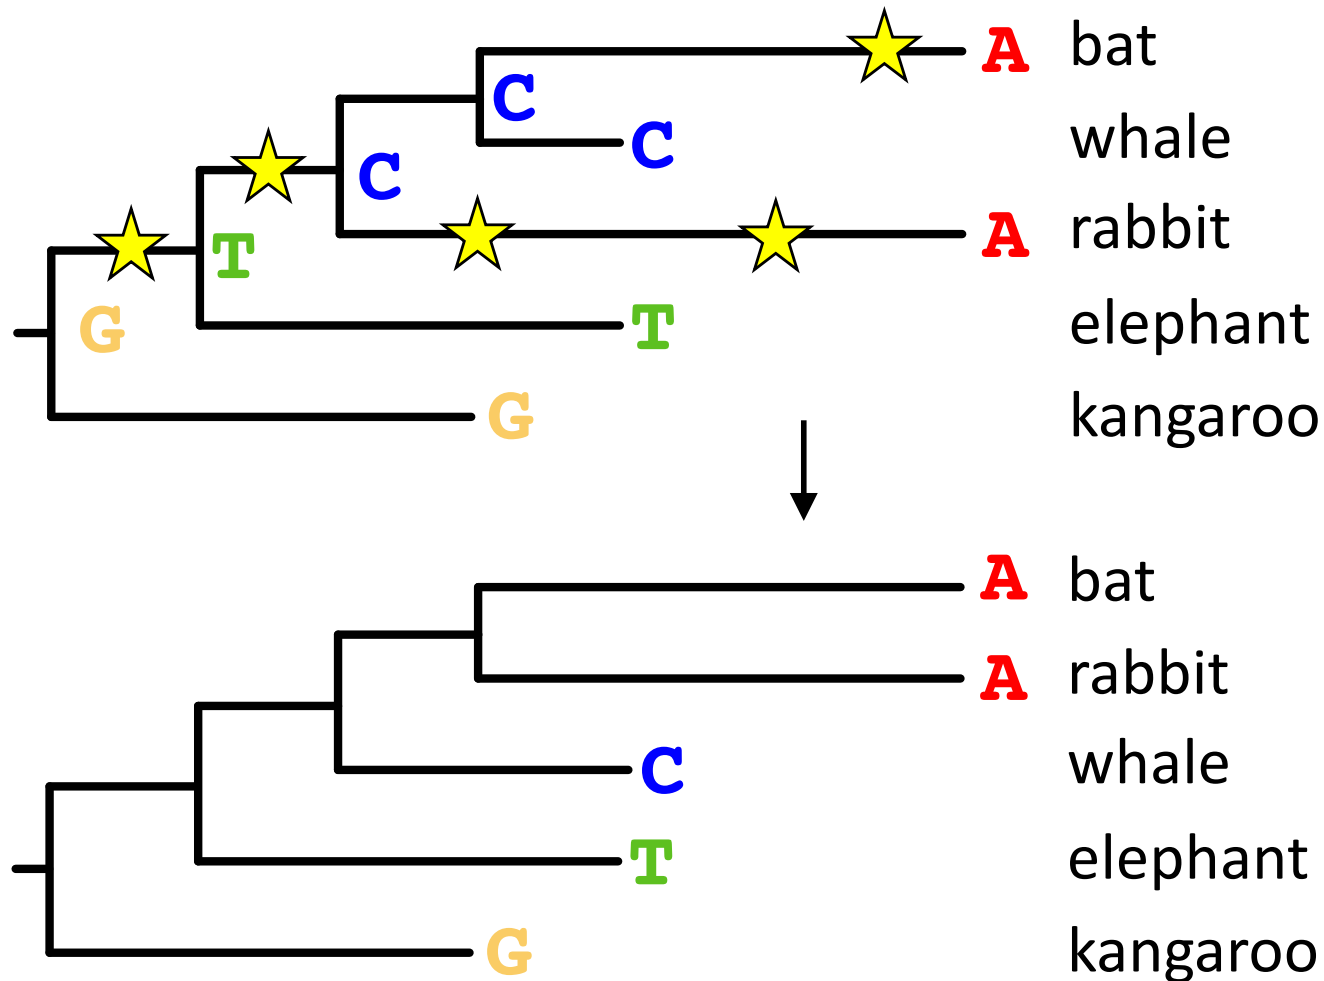 A bat
C
C whale
C
A rabbit
T
T elephant
G
G kangaroo
A bat
A rabbit
C whale
T elephant
G kangaroo